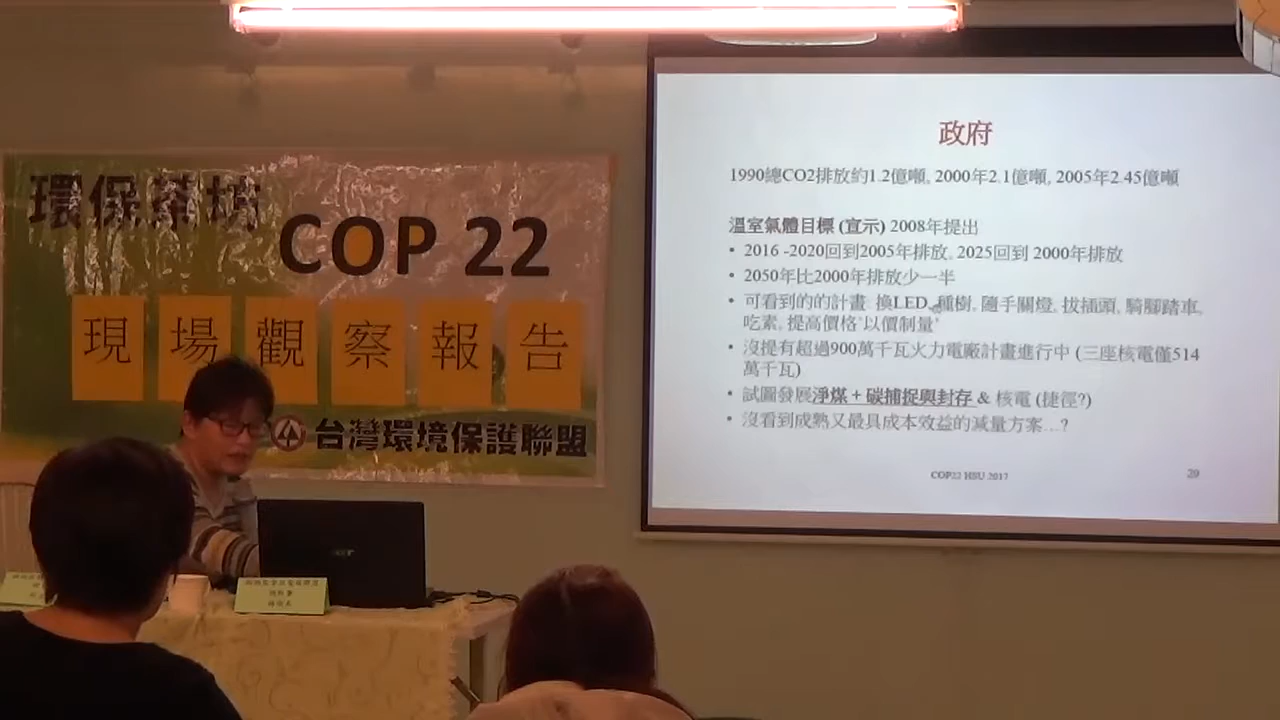 環保茶坊
COP 22
現場觀察報告
台灣環境保護聯盟
acer
政府
1990總CO2排放約1.2億噸, 2000年2.1億噸, 2005年2.45億噸
溫室氣體目標 (宣示) 2008年提出
• 2016 -2020回到2005年排放, 2025回到 2000年排放
• 2050年比2000年排放少一半
• 可看到的的計畫: 換LED, 種樹, 隨手關燈, 拔插頭, 騎腳踏車,
吃素, 提高價格"以價制量"
• 沒提有超過900萬千瓦火力電廠計畫進行中 (三座核電僅514
萬千瓦)
• 試圖發展淨煤 + 碳捕捉與封存 & 核電 (捷徑?)
• 沒看到成熟又最具成本效益的減量方案…?
COP22 HSU 2017
29